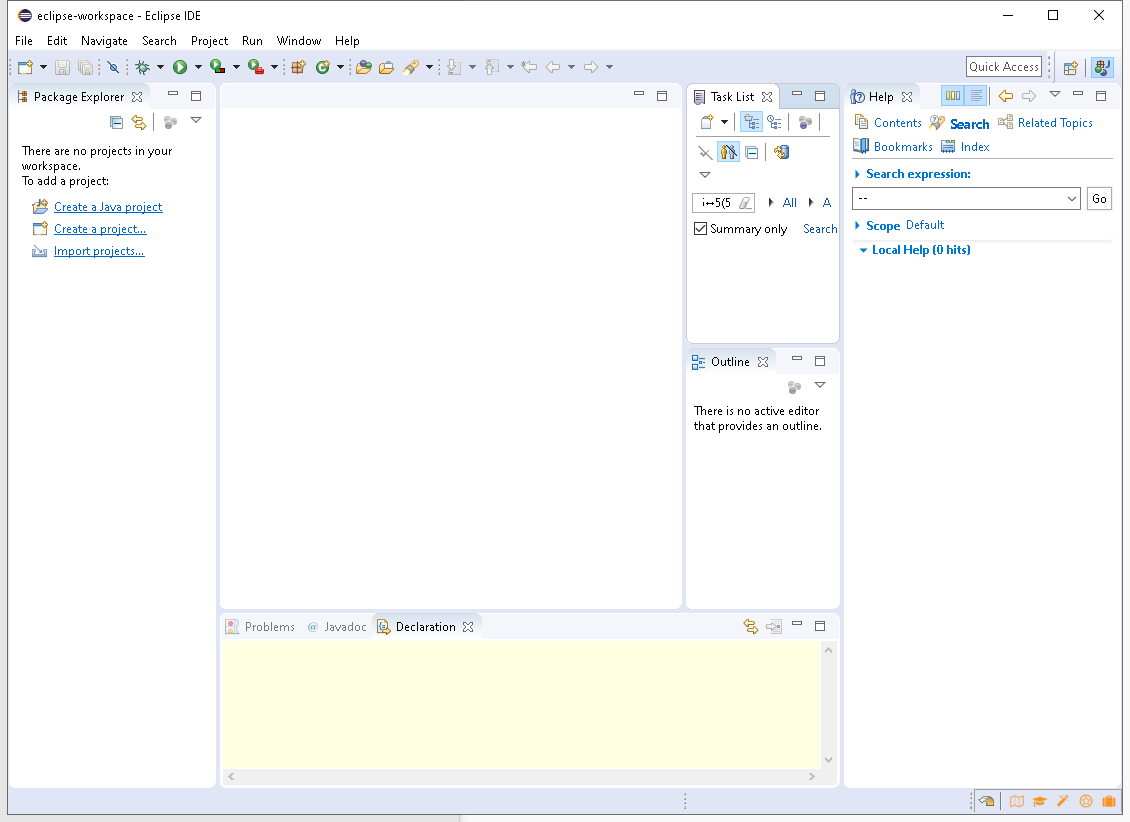 eclipse-workspace - Eclipse IDE
File Edit Navigate Search Project Run Window Help
Quick Access
Package Explorer
There are no projects in your
workspace.
To add a project:
Create a Java project
Create a project...
Import projects...
Task List
i↔5(5
All
A
Summary only
Search
Outline
There is no active editor
that provides an outline.
Help
Contents Search Related Topics
Bookmarks Index
Search expression:
--
Go
Scope Default
Local Help (0 hits)
Problems @ Javadoc Declaration